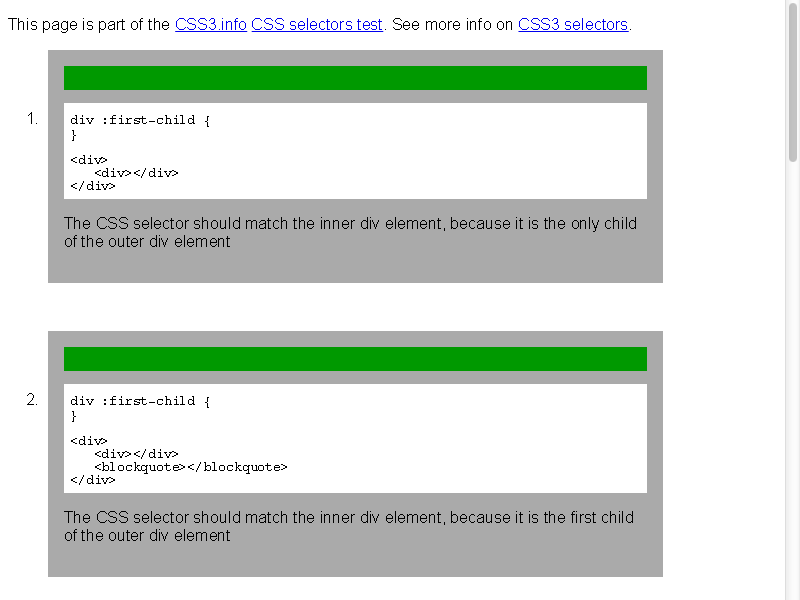 This page is part of the CSS3.info CSS selectors test. See more info on CSS3 selectors.
1.
div :first-child {
}
<div>
<div></div>
</div>
The CSS selector should match the inner div element, because it is the only child
of the outer div element
2.
div :first-child {
}
<div>
<div></div>
<blockquote></blockquote>
</div>
The CSS selector should match the inner div element, because it is the first child
of the outer div element